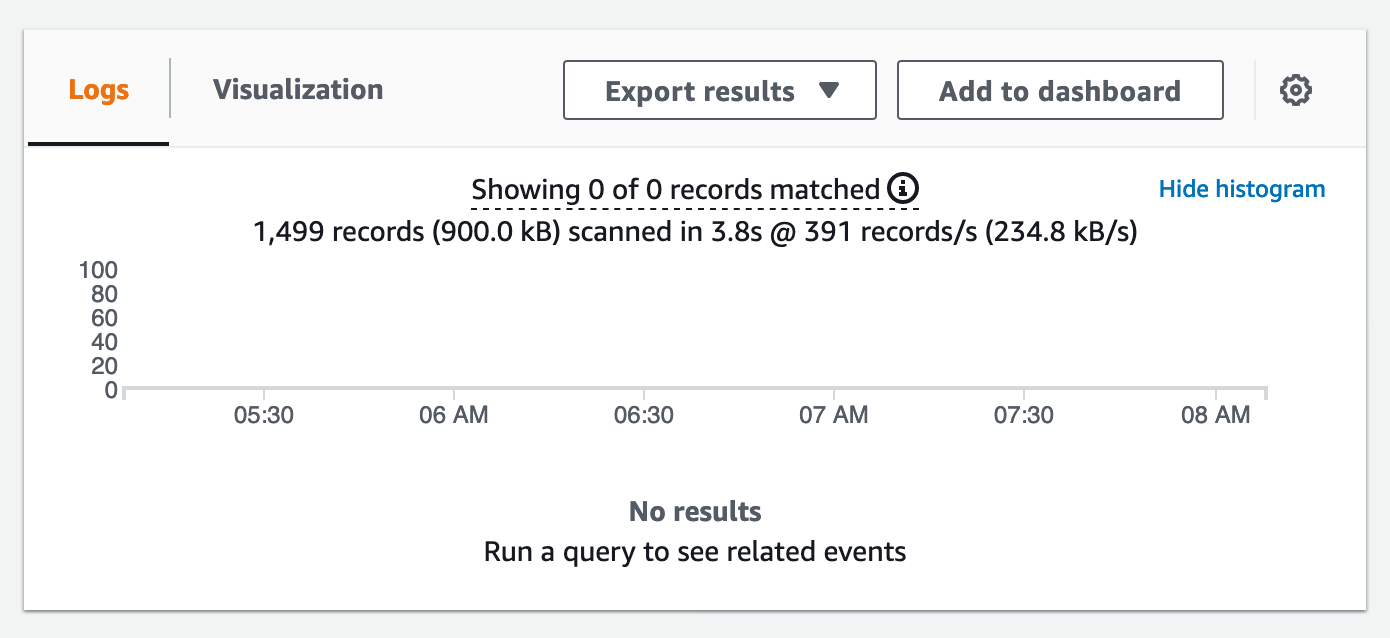 Logs
Visualization
Export results
Add to dashboard
Showing 0 of 0 records matched
Hide histogram
1,499 records (900.0 kB) scanned in 3.8s @ 391 records/s (234.8 kB/s)
100
80
60
40
20
0
05:30
06 AM
06:30
07 AM
07:30
08 AM
No results
Run a query to see related events